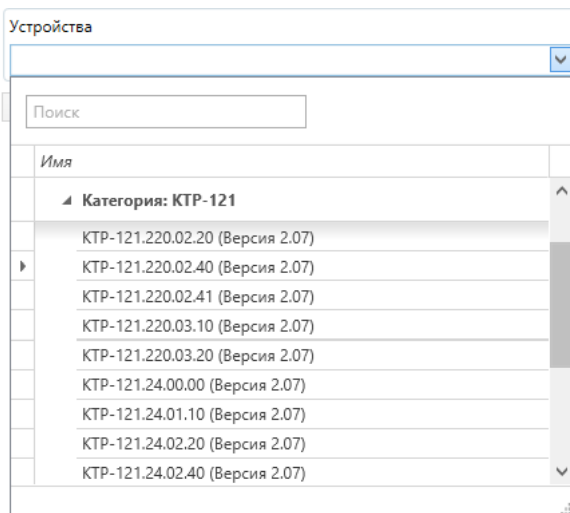 Устройства
Поиск
Имя
Категория: КТР-121
КТР-121.220.02.20 (Версия 2.07)
КТР-121.220.02.40 (Версия 2.07)
КТР-121.220.02.41 (Версия 2.07)
КТР-121.220.03.10 (Версия 2.07)
КТР-121.220.03.20 (Версия 2.07)
КТР-121.24.00.00 (Версия 2.07)
КТР-121.24.01.10 (Версия 2.07)
КТР-121.24.02.20 (Версия 2.07)
КТР-121.24.02.40 (Версия 2.07)